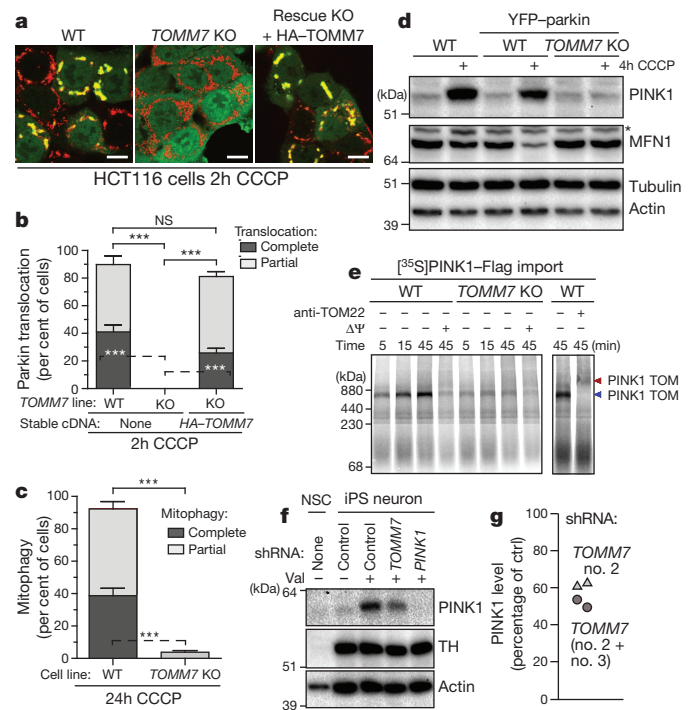 a
WT
TOMM7 KO
Rescue KO
+ HA–TOMM7
HCT116 cells 2h CCCP
b
NS
***
***
Translocation:
Complete
Partial
Parkin translocation
(per cent of cells)
100
80
60
40
20
0
***
***
TOMM7 line:
WT
KO
KO
Stable cDNA:
None
HA–TOMM7
2h CCCP
c
***
Mitophagy:
Complete
Partial
Mitophagy
(per cent of cells)
100
80
60
40
20
0
***
Cell line:
WT
TOMM7 KO
24h CCCP
d
YFP–parkin
WT
WT
TOMM7 KO
+ + + 4h CCCP
(kDa)
51
PINK1
*
MFN1
64
51
Tubulin
Actin
39
e
[35S]PINK1–Flag import
WT
TOMM7 KO
WT
anti-TOM22
– – – – – – – – – +
ΔΨ
– – – + – – – + – –
Time
5 15 45 45 5 15 45 45 45 45 (min)
(kDa)
880
440
230
68
PINK1 TOM
PINK1 TOM
f
NSC
iPS neuron
shRNA:
None
Control
Control
TOMM7
PINK1
Val
– – + + +
(kDa)
64
PINK1
TH
51
Actin
39
g
shRNA:
PINK1 level
(percentage of ctrl)
100
80
60
40
20
0
TOMM7
no. 2
TOMM7
(no. 2 +
no. 3)